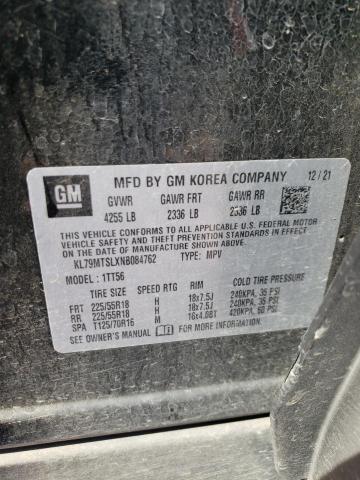 GM
MFD BY GM KOREA COMPANY 12/21
GVWR GAWR FRT GAWR RR
4255 LB 2336 LB 2336 LB
THIS VEHICLE CONFORMS TO ALL APPLICABLE U.S. FEDERAL MOTOR
VEHICLE SAFETY AND THEFT PREVENTION STANDARDS IN EFFECT ON
THE DATE OF MANUFACTURE SHOWN ABOVE.
KL79MTSLXNB084762 TYPE: MPV
MODEL: 1TT56
TIRE SIZE SPEED RTG RIM COLD TIRE PRESSURE
FRT 225/55R18 H 18x7.5J 240KPA, 35 PSI
RR 225/55R18 H 18x7.5J 240KPA, 35 PSI
SPA T125/70R16 M 16x4.0BT 420KPA, 60 PSI
SEE OWNER'S MANUAL FOR MORE INFORMATION.